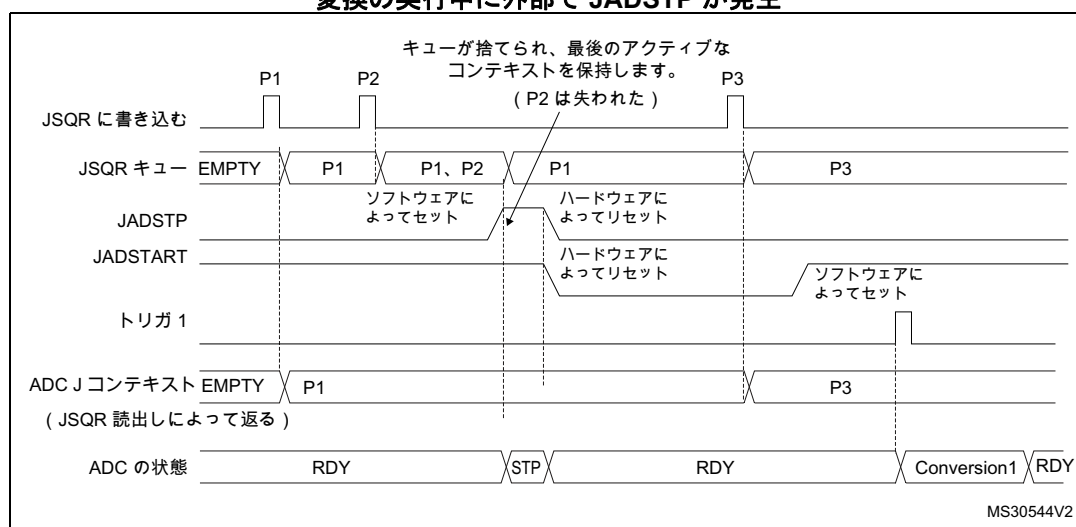 変換の実行中に外部で JADSTP が発生
キューが捨てられ、最後のアクティブな
コンテキストを保持します。
( P2 は失われた )
P1 P2 P3
JSQR に書き込む
JSQR キュー EMPTY P1 P1、P2 P1 P3
ソフトウェアに
よってセット
ハードウェアに
よってリセット
JADSTP
JADSTART
ハードウェアに
よってリセット
ソフトウェアに
よってセット
トリガ 1
ADC J コンテキスト EMPTY P1 P3
( JSQR 読出しによって返る )
ADC の状態 RDY STP RDY Conversion1 RDY
MS30544V2